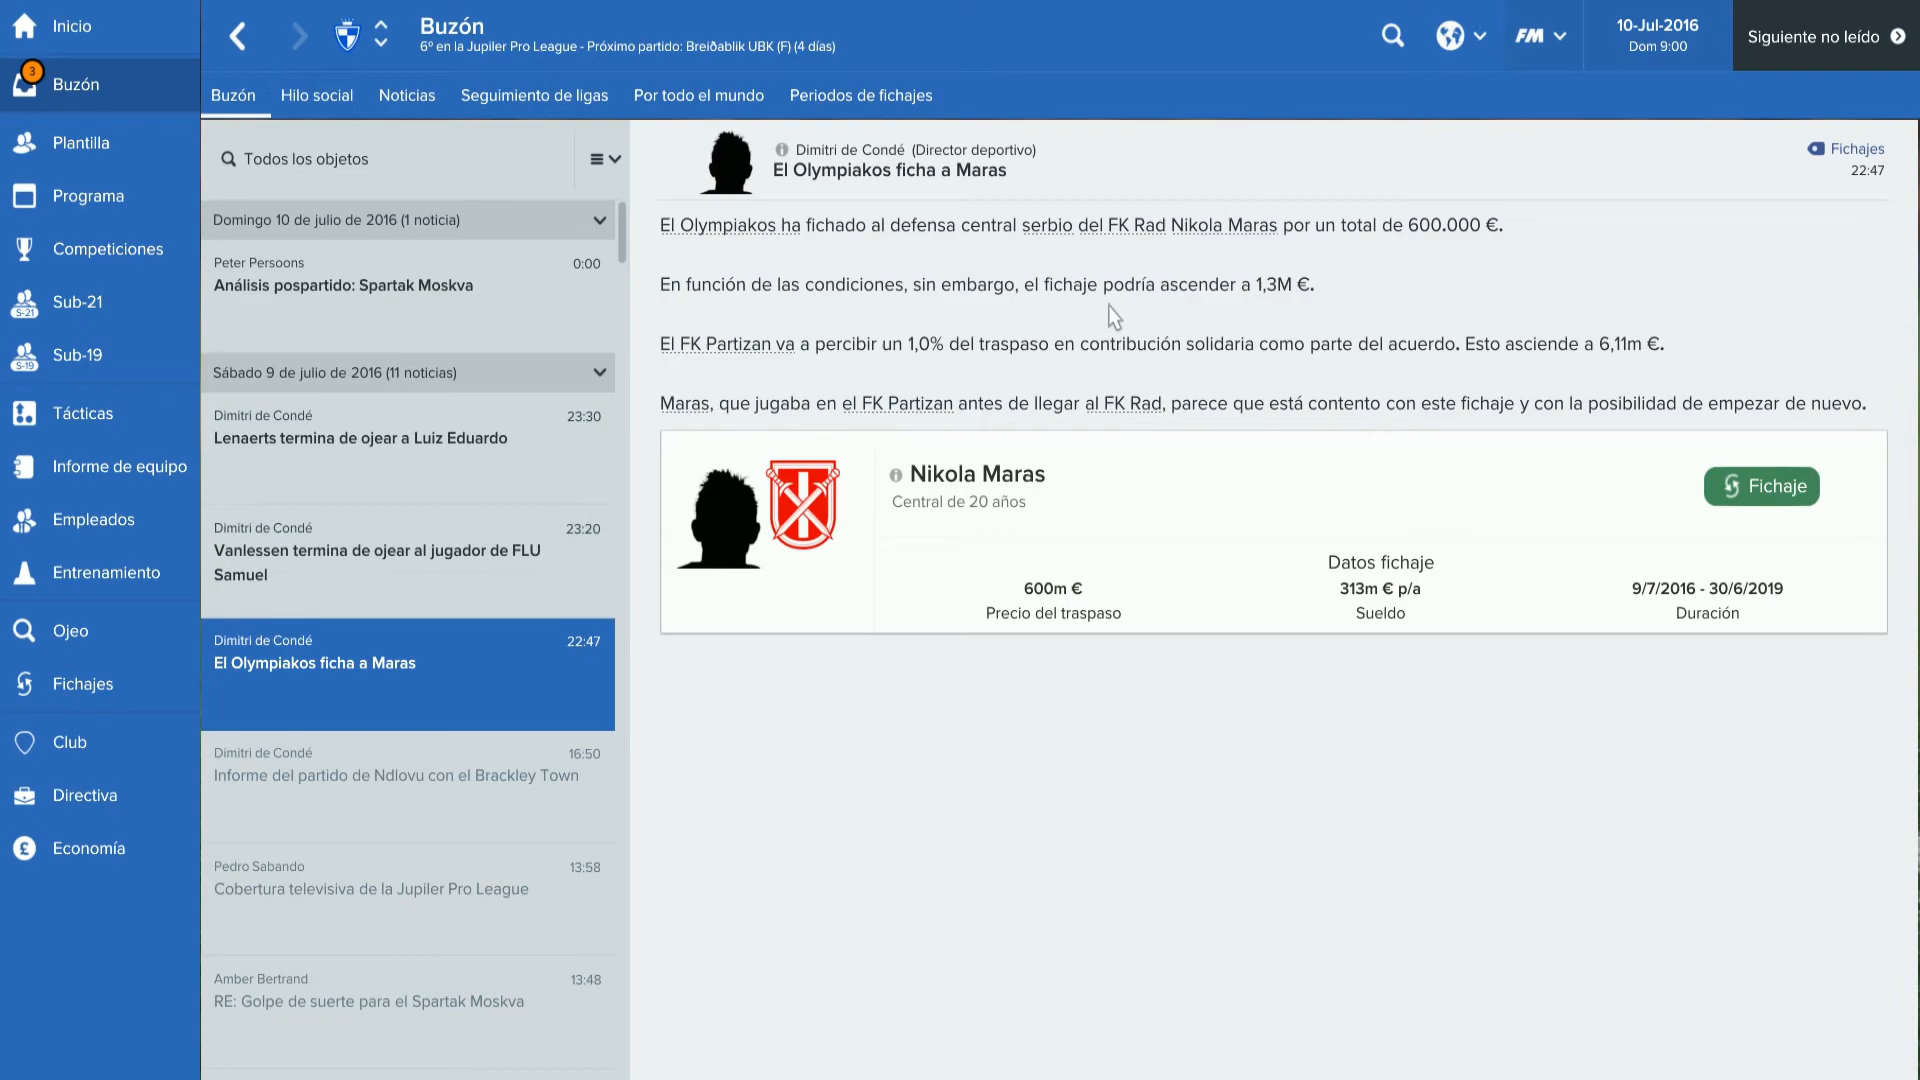 Inicio
3
Buzón
Plantilla
Programa
Competiciones
S-21
Sub-21
S-19
Sub-19
Tácticas
Informe de equipo
Empleados
Entrenamiento
Ojeo
Fichajes
Club
Directiva
Economía
Buzón
6º en la Jupiler Pro League - Próximo partido: Breiðablik UBK (F) (4 días)
FM
10-Jul-2016
Dom 9:00
Siguiente no leído
Buzón
Hilo social
Noticias
Seguimiento de ligas
Por todo el mundo
Periodos de fichajes
Todos los objetos
Domingo 10 de julio de 2016 (1 noticia)
Peter Persoons
0:00
Análisis pospartido: Spartak Moskva
Sábado 9 de julio de 2016 (11 noticias)
Dimitri de Condé
23:30
Lenaerts termina de ojear a Luiz Eduardo
Dimitri de Condé
23:20
Vanlessen termina de ojear al jugador de FLU
Samuel
Dimitri de Condé
22:47
El Olympiakos ficha a Maras
Dimitri de Condé
16:50
Informe del partido de Ndlovu con el Brackley Town
Pedro Sabando
13:58
Cobertura televisiva de la Jupiler Pro League
Amber Bertrand
13:48
RE: Golpe de suerte para el Spartak Moskva
Dimitri de Condé (Director deportivo)
El Olympiakos ficha a Maras
Fichajes
22:47
El Olympiakos ha fichado al defensa central serbio del FK Rad Nikola Maras por un total de 600.000 €.
En función de las condiciones, sin embargo, el fichaje podría ascender a 1,3M €.
El FK Partizan va a percibir un 1,0% del traspaso en contribución solidaria como parte del acuerdo. Esto asciende a 6,11m €.
Maras, que jugaba en el FK Partizan antes de llegar al FK Rad, parece que está contento con este fichaje y con la posibilidad de empezar de nuevo.
Nikola Maras
Central de 20 años
Fichaje
Datos fichaje
600m €
313m € p/a
9/7/2016 - 30/6/2019
Precio del traspaso
Sueldo
Duración